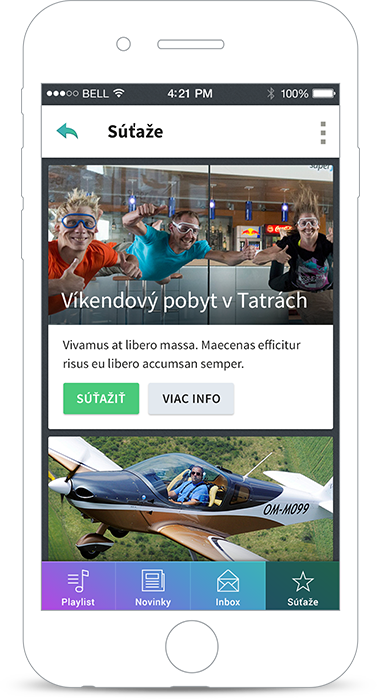 BELL
4:21 PM
100%
Súťaže
super
Víkendový pobyt v Tatrách
Vivamus at libero massa. Maecenas efficitur
risus eu libero accumsan semper.
SÚŤAŽIŤ
VIAC INFO
OM-M099
Playlist
Novinky
Inbox
Súťaže